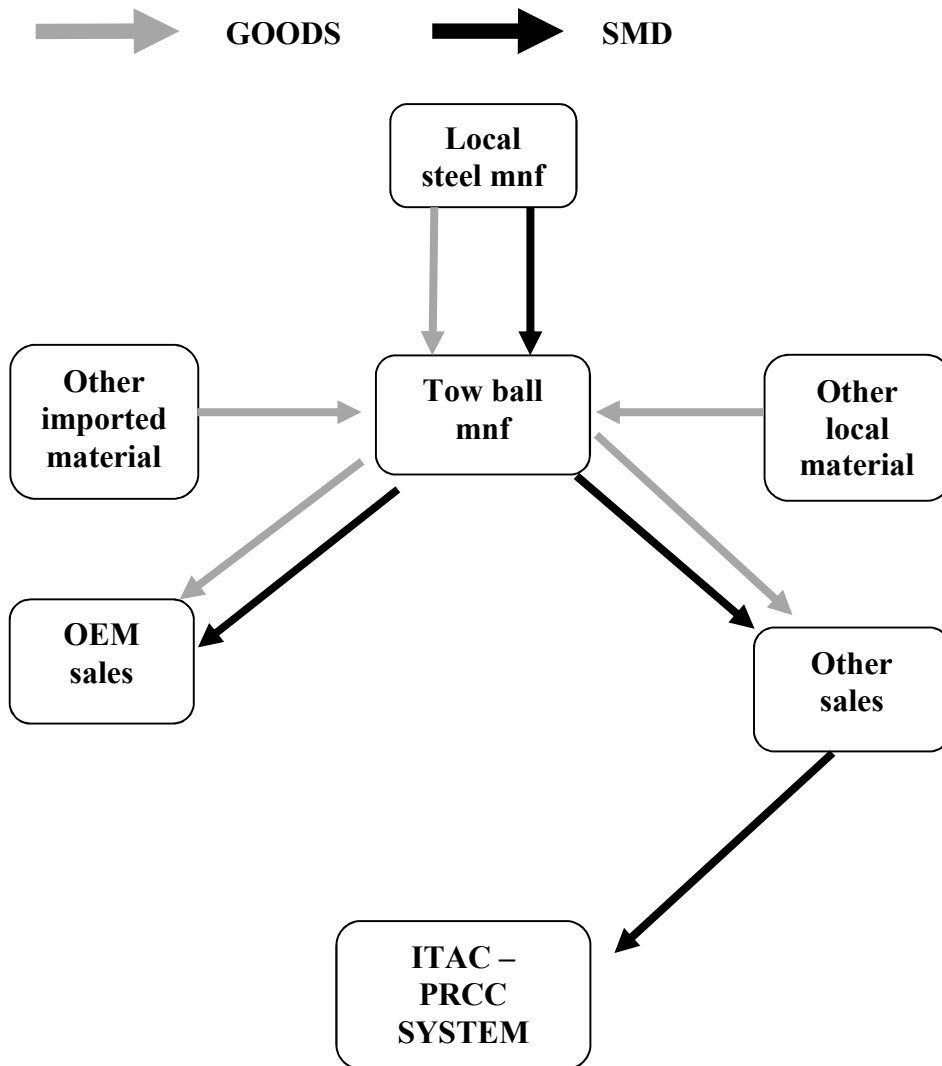 GOODS SMD
Local
steel mnf
Other
imported
material
Tow ball
mnf
Other
local
material
OEM
sales
Other
sales
ITAC –
PRCC
SYSTEM